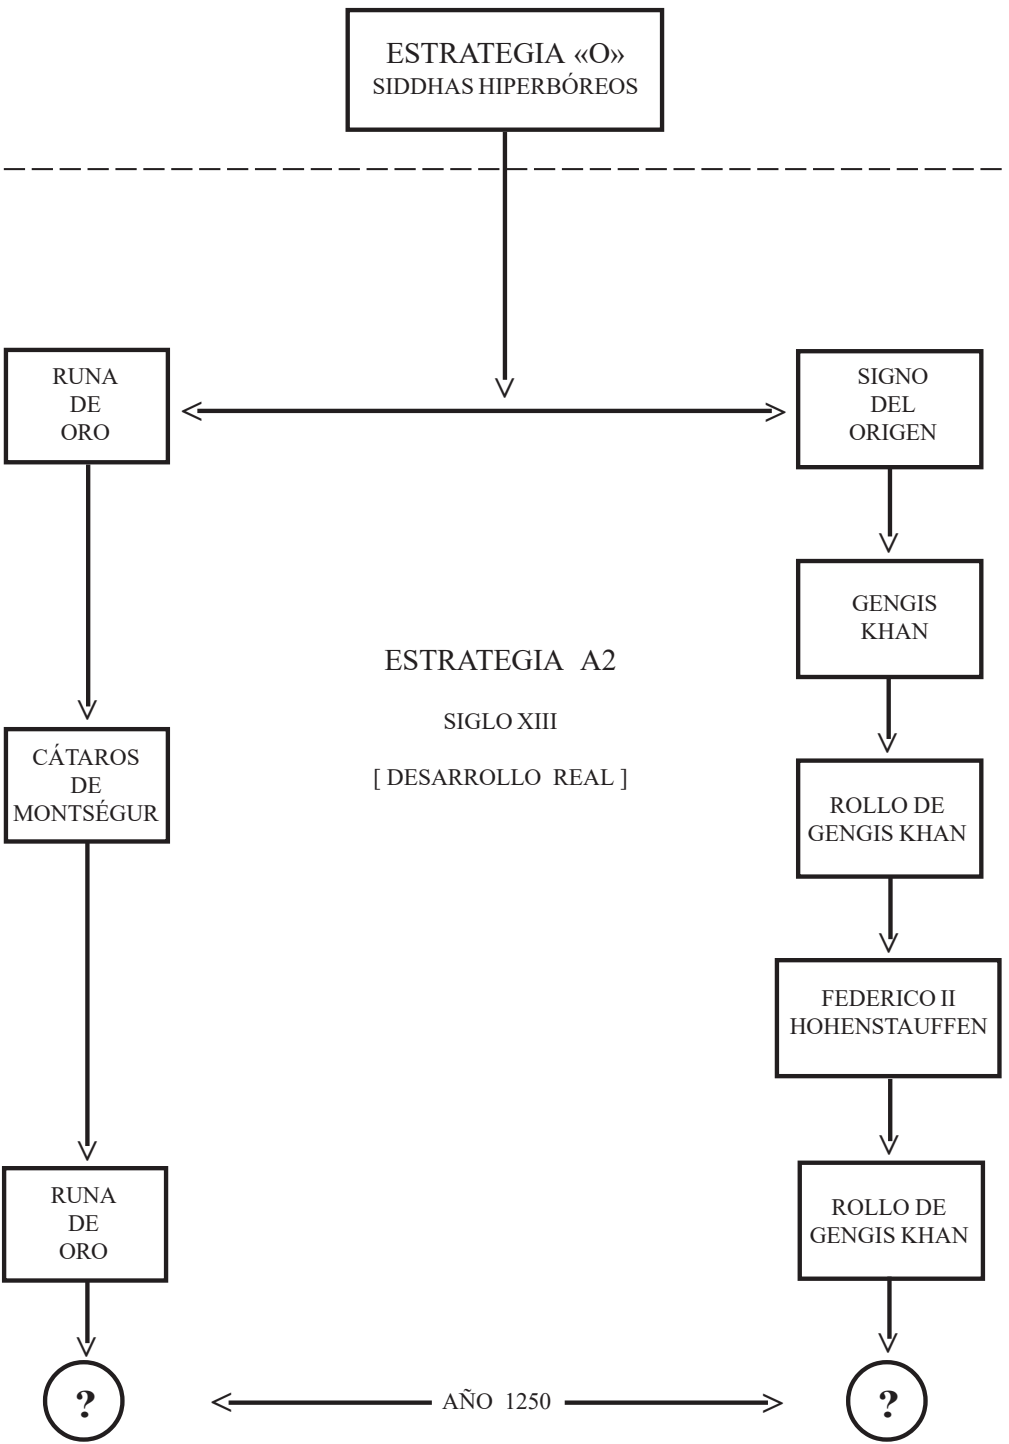 ESTRATEGIA «O»
SIDDHAS HIPERBÓREOS
RUNA
DE
ORO
SIGNO
DEL
ORIGEN
GENGIS
KHAN
ESTRATEGIA A2
SIGLO XIII
[ DESARROLLO REAL ]
CÁTAROS
DE
MONTSÉGUR
ROLLO DE
GENGIS KHAN
FEDERICO II
HOHENSTAUFFEN
RUNA
DE
ORO
ROLLO DE
GENGIS KHAN
?
AÑO 1250
?